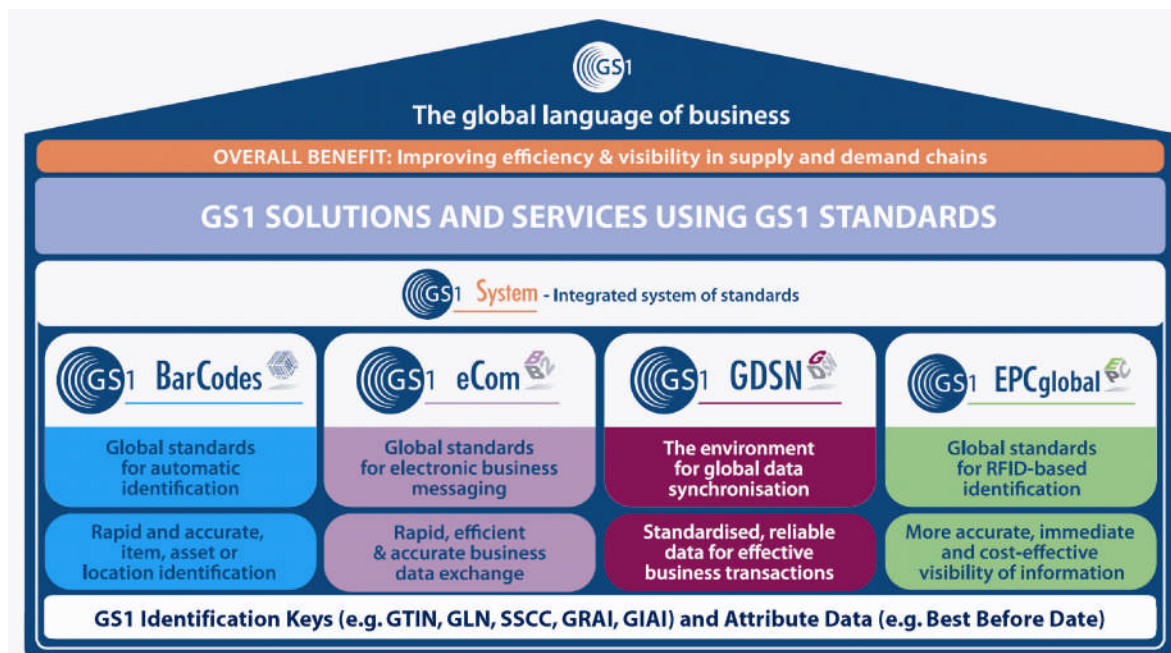 GS1
The global language of business
OVERALL BENEFIT: Improving efficiency & visibility in supply and demand chains
GS1 SOLUTIONS AND SERVICES USING GS1 STANDARDS
GS1 System - Integrated system of standards
GS1 BarCodes
Global standards
for automatic
identification
Rapid and accurate,
item, asset or
location identification
GS1 eCom
Global standards
for electronic business
messaging
Rapid, efficient
& accurate business
data exchange
GS1 GDSN
The environment
for global data
synchronisation
Standardised, reliable
data for effective
business transactions
GS1 EPCglobal
Global standards
for RFID-based
identification
More accurate, immediate
and cost-effective
visibility of information
GS1 Identification Keys (e.g. GTIN, GLN, SSCC, GRAI, GIAI) and Attribute Data (e.g. Best Before Date)